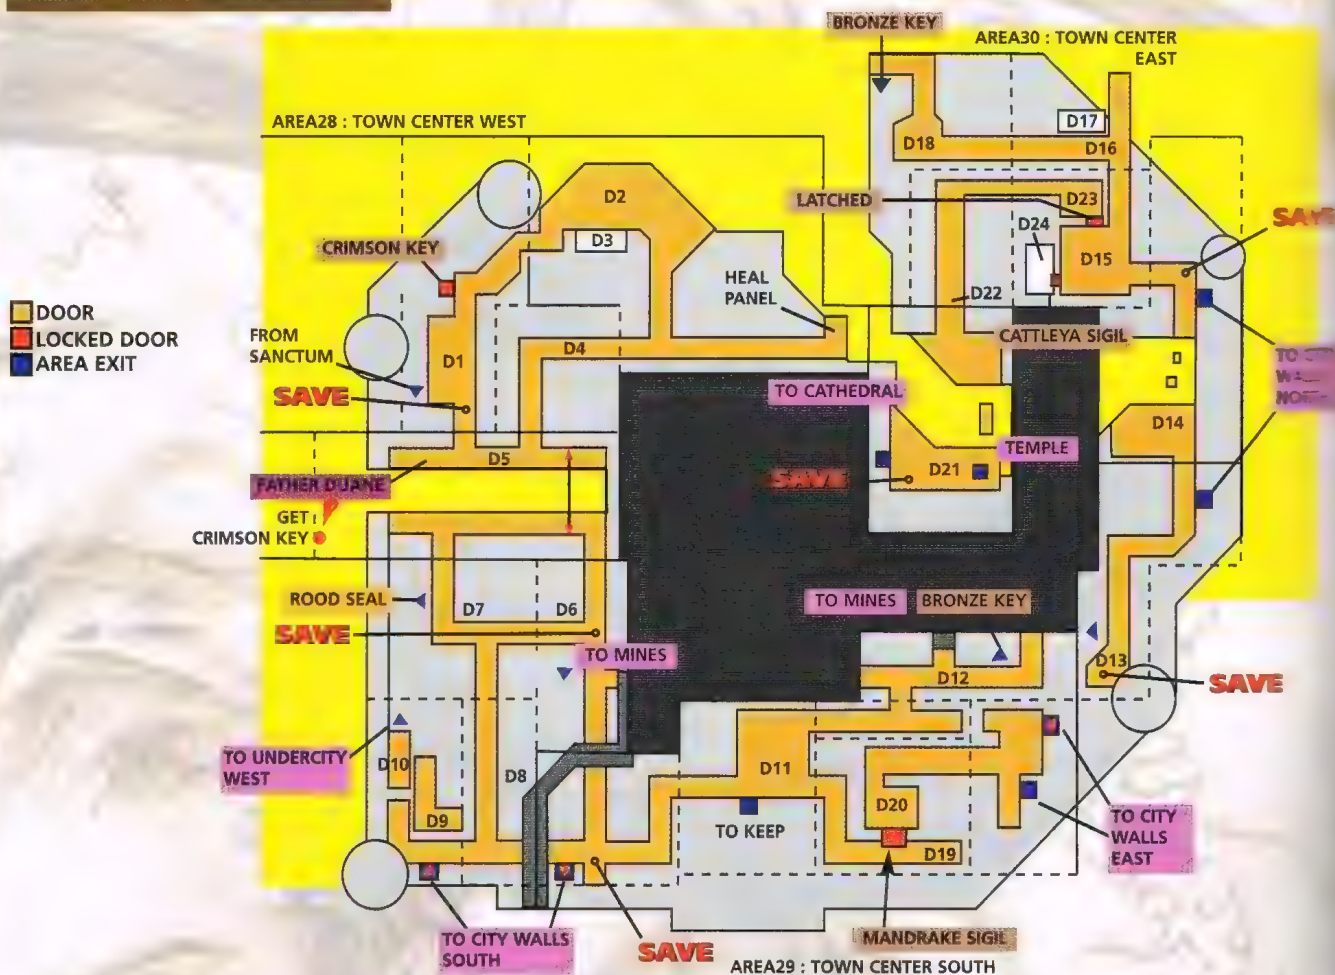 BRONZE KEY
AREA30 : TOWN CENTER
EAST
AREA28 : TOWN CENTER WEST
D17
D18
D16
D2
LATCHED
D23
SAVE
D24
D3
CRIMSON KEY
D15
HEAL
PANEL
D22
DOOR
LOCKED DOOR
AREA EXIT
FROM
SANCTUM
D1
D4
CATTLEYA SIGIL
SAVE
TO CATHEDRAL
D14
TEMPLE
D5
D21
SAVE
FATHER DUANE
GET
CRIMSON KEY
ROOD SEAL
D7
D6
TO MINES
BRONZE KEY
SAVE
TO MINES
D13
D12
SAVE
TO UNDERCITY
WEST
D10
D8
D11
D9
D20
TO KEEP
TO CITY
WALLS
EAST
D19
TO CITY WALLS
SOUTH
SAVE
MANDRAKE SIGIL
AREA29 : TOWN CENTER SOUTH